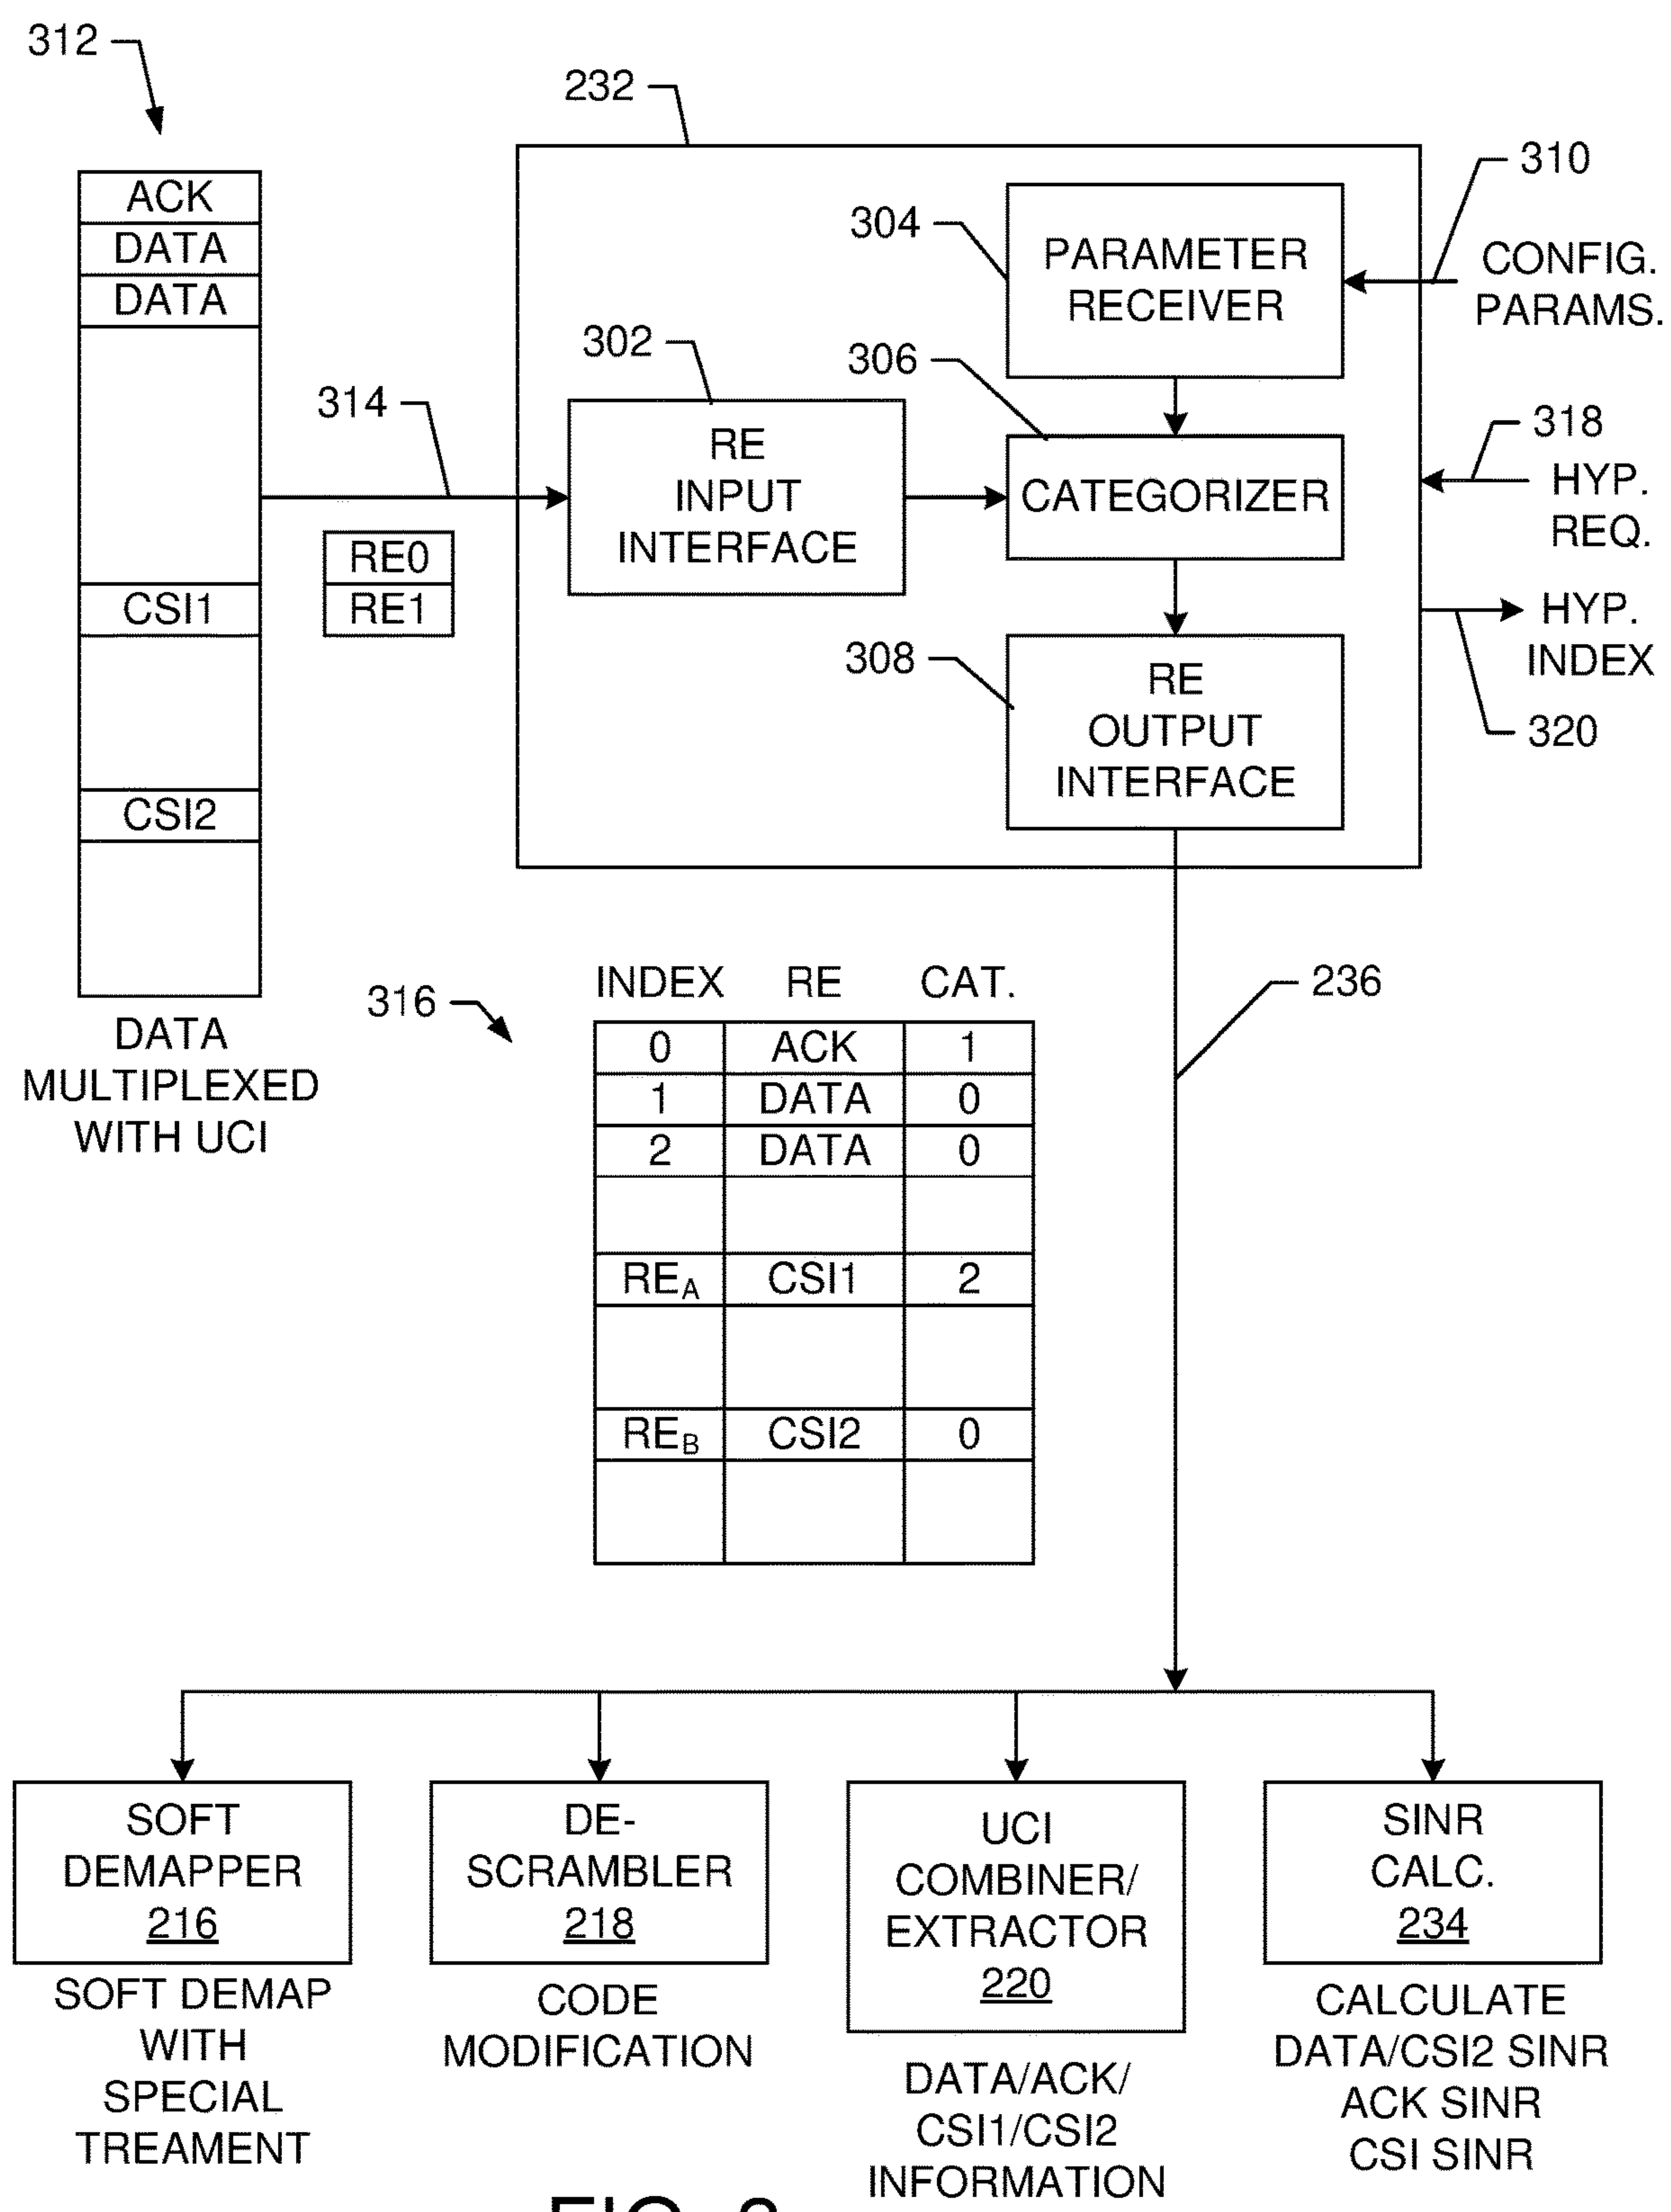 312
232
310
ACK
DATA
DATA
304
PARAMETER
RECEIVER
CONFIG.
PARAMS.
302
306
314
318
RE
INPUT
INTERFACE
CATEGORIZER
HYP.
REQ.
RE0
RE1
CSI1
HYP.
INDEX
308
RE
OUTPUT
INTERFACE
320
CSI2
DATA
MULTIPLEXED
WITH UCI
316
INDEX RE CAT.
236
0 ACK 1
1 DATA 0
2 DATA 0
REA CSI1 2
REB CSI2 0
SOFT
DEMAPPER
216
SOFT DEMAP
WITH
SPECIAL
TREAMENT
DE-
SCRAMBLER
218
CODE
MODIFICATION
UCI
COMBINER/
EXTRACTOR
220
DATA/ACK/
CSI1/CSI2
INFORMATION
SINR
CALC.
234
CALCULATE
DATA/CSI2 SINR
ACK SINR
CSI SINR
FIG.